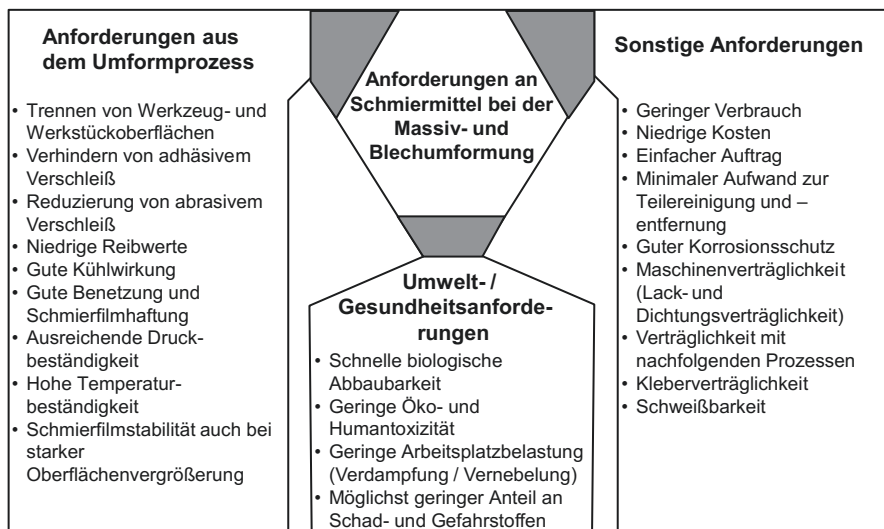 Anforderungen aus
dem Umformprozess
• Trennen von Werkzeug- und
Werkstückoberflächen
• Verhindern von adhäsivem
Verschleiß
• Reduzierung von abrasivem
Verschleiß
• Niedrige Reibwerte
• Gute Kühlwirkung
• Gute Benetzung und
Schmierfilmhaftung
• Ausreichende Druck-
beständigkeit
• Hohe Temperatur-
beständigkeit
• Schmierfilmstabilität auch bei
starker
Oberflächenvergrößerung
Anforderungen an
Schmiermittel bei der
Massiv- und
Blechumformung
Umwelt- /
Gesundheitsanforde-
rungen
• Schnelle biologische
Abbaubarkeit
• Geringe Öko- und
Humantoxizität
• Geringe Arbeitsplatzbelastung
(Verdampfung / Vernebelung)
• Möglichst geringer Anteil an
Schad- und Gefahrstoffen
Sonstige Anforderungen
• Geringer Verbrauch
• Niedrige Kosten
• Einfacher Auftrag
• Minimaler Aufwand zur
Teilereinigung und –
entfernung
• Guter Korrosionsschutz
• Maschinenverträglichkeit
(Lack- und
Dichtungsverträglichkeit)
• Verträglichkeit mit
nachfolgenden Prozessen
• Kleberverträglichkeit
• Schweißbarkeit